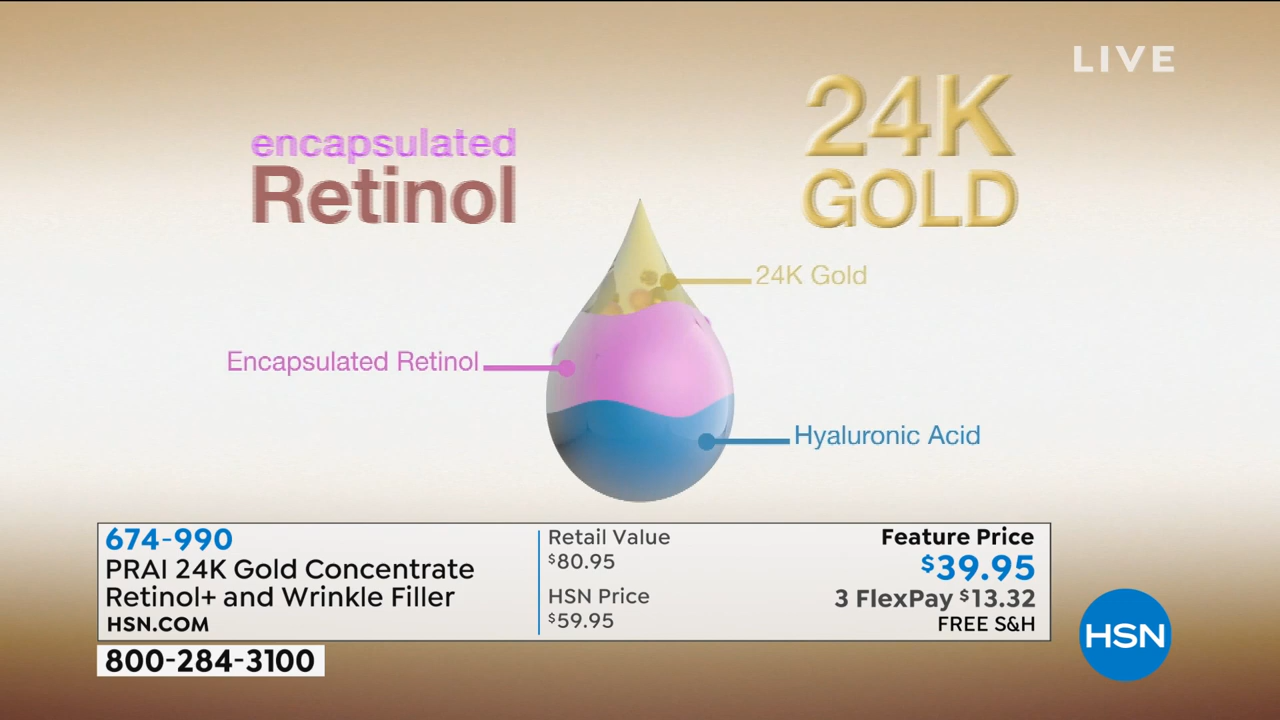 LIVE
encapsulated
Retinol
24K
GOLD
24K Gold
Encapsulated Retinol
Hyaluronic Acid
674-990
PRAI 24K Gold Concentrate
Retinol+ and Wrinkle Filler
HSN.COM
Retail Value
$80.95
HSN Price
$59.95
Feature Price
$39.95
3 FlexPay $13.32
FREE S&H
800-284-3100
HSN